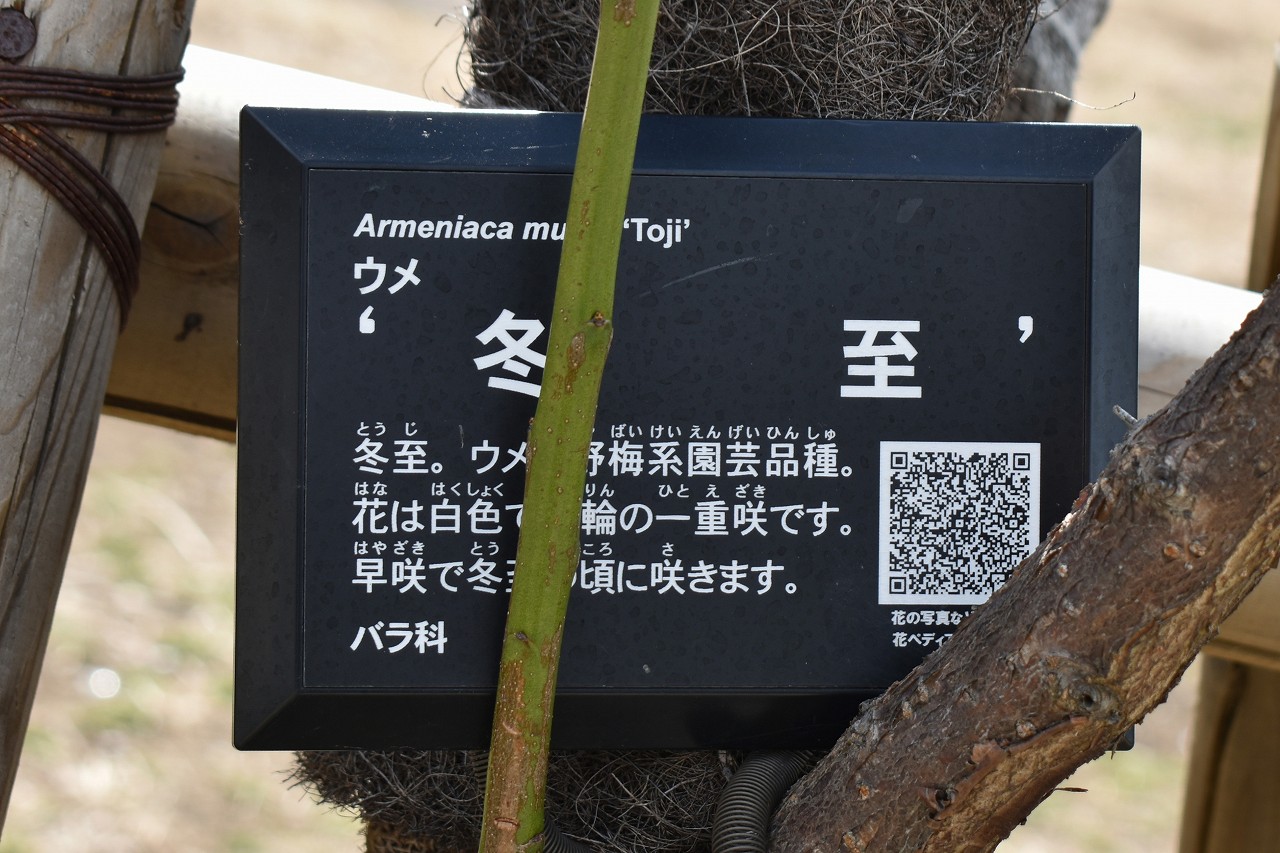 Armeniaca 'Toji'
ウメ
‘冬 至’
とう じ
冬至。ウメ 野梅系園芸品種。
ばい けい えん げい ひん しゅ
はな はくしょく りん ひと え ざき
花は白色で 輪の一重咲です。
はや ざき とう ころ さ
早咲で冬至の頃に咲きます。
バラ科
花の写真な
花ペディ